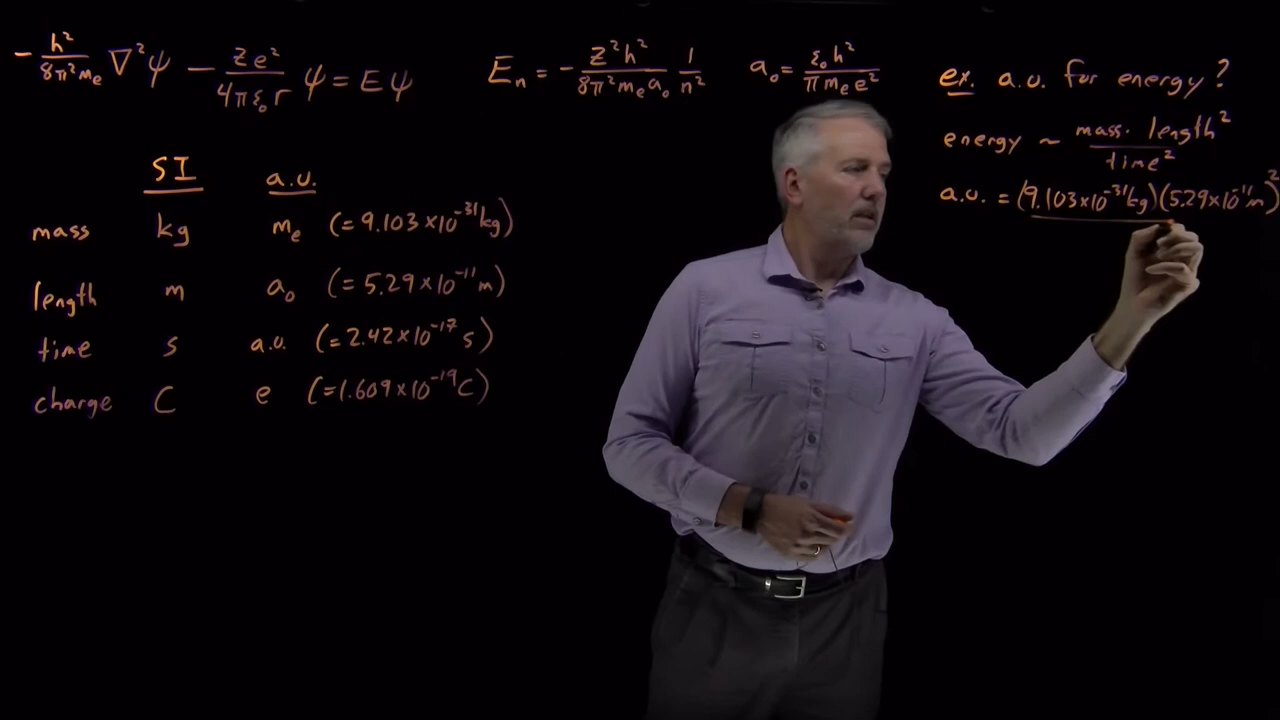 -h²/8π²mₑ ∇²ψ - Ze²/4πε₀r ψ = Eψ
Eₙ = - Z²h²/8π²mₑa₀ 1/n²
a₀ = ε₀h²/πmₑe²
SI a.u.
mass kg mₑ (=9.103×10⁻³¹kg)
length m a₀ (=5.29×10⁻¹¹m)
time s a.u. (=2.42×10⁻¹⁷s)
charge C e (=1.609×10⁻¹⁹C)
ex. a.u. for energy?
energy ~ mass·length²/time²
a.u. = (9.103×10⁻³¹kg)(5.29×10⁻¹¹m)²